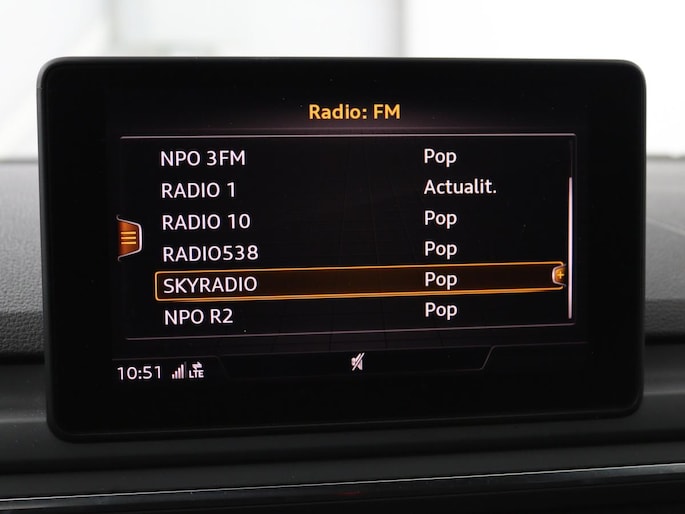 Radio: FM
NPO 3FM Pop
RADIO 1 Actualit.
RADIO 10 Pop
RADIO538 Pop
SKYRADIO Pop
NPO R2 Pop
10:51 LTE